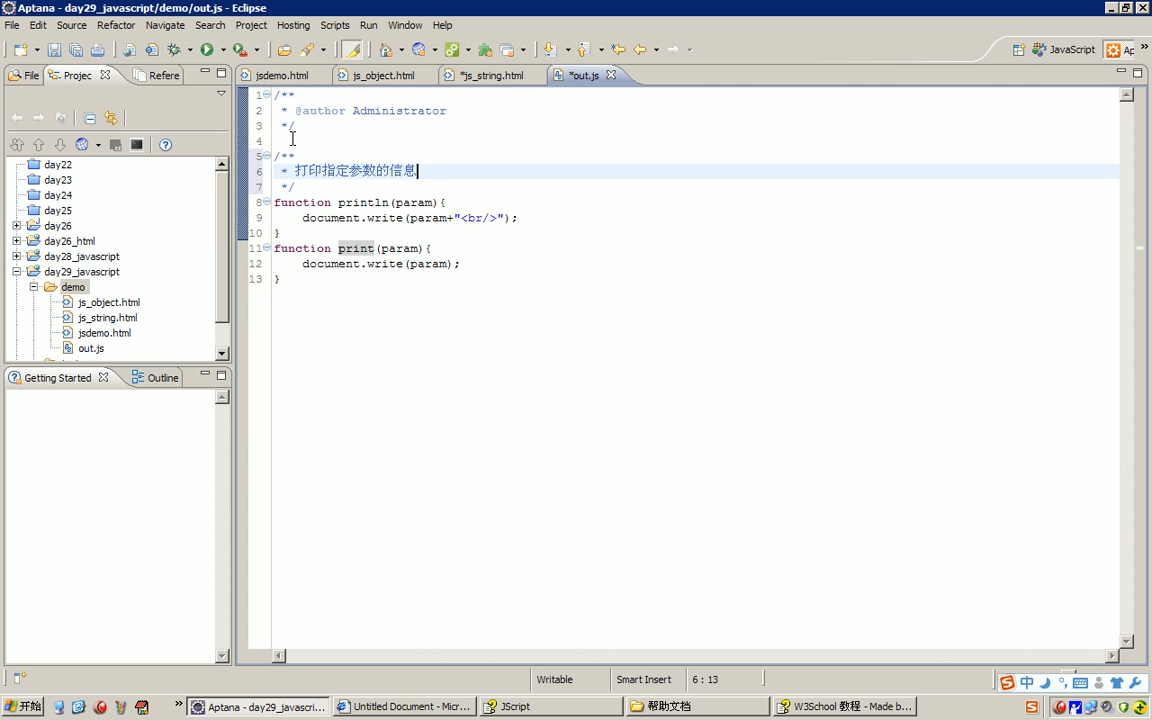 Aptana - day29_javascript/demo/out.js - Eclipse
File Edit Source Refactor Navigate Search Project Hosting Scripts Run Window Help
JavaScript Ap
File Projec Refere
jsdemo.html js_object.html *js_string.html *out.js
1 /**
2 * @author Administrator
3 */
4
5 /**
6 * 打印指定参数的信息
7 */
8 function println(param){
9 document.write(param+"<br/>");
10 }
11 function print(param){
12 document.write(param);
13 }
day22
day23
day24
day25
day26
day26_html
day28_javascript
day29_javascript
demo
js_object.html
js_string.html
jsdemo.html
out.js
Getting Started Outline
Writable Smart Insert 6 : 13
中
开始 Aptana - day29_javascri... Untitled Document - Micr... JScript 帮助文档 W3School 教程 - Made b...